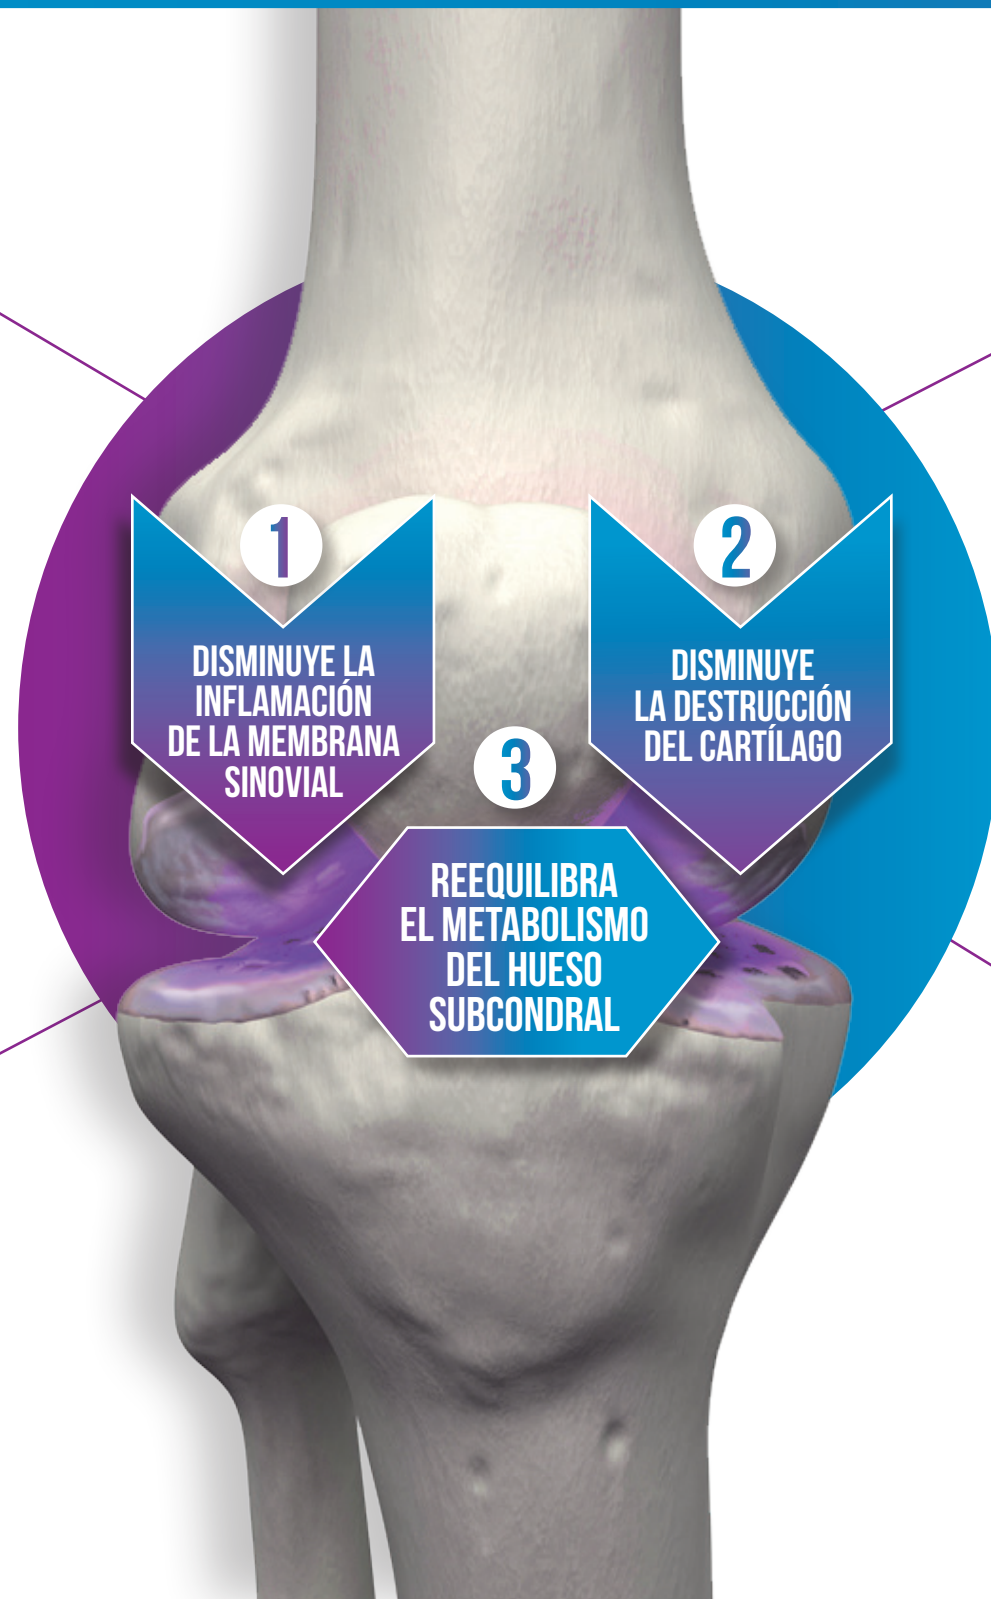 1
DISMINUYE LA
INFLAMACIÓN
DE LA MEMBRANA
SINOVIAL
2
DISMINUYE
LA DESTRUCCIÓN
DEL CARTÍLAGO
3
REEQUILIBRA
EL METABOLISMO
DEL HUESO
SUBCONDRAL